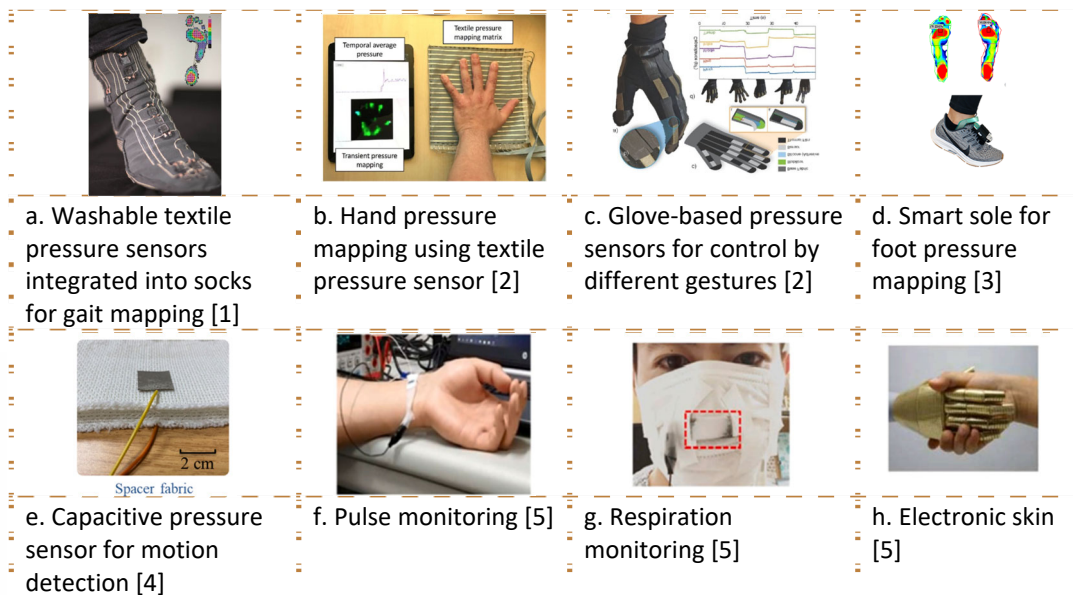 Temporal average
pressure
Textile pressure
mapping matrix
Transient pressure
mapping
a. Washable textile
pressure sensors
integrated into socks
for gait mapping [1]
b. Hand pressure
mapping using textile
pressure sensor [2]
c. Glove-based pressure
sensors for control by
different gestures [2]
d. Smart sole for
foot pressure
mapping [3]
2 cm
Spacer fabric
e. Capacitive pressure
sensor for motion
detection [4]
f. Pulse monitoring [5]
g. Respiration
monitoring [5]
h. Electronic skin
[5]